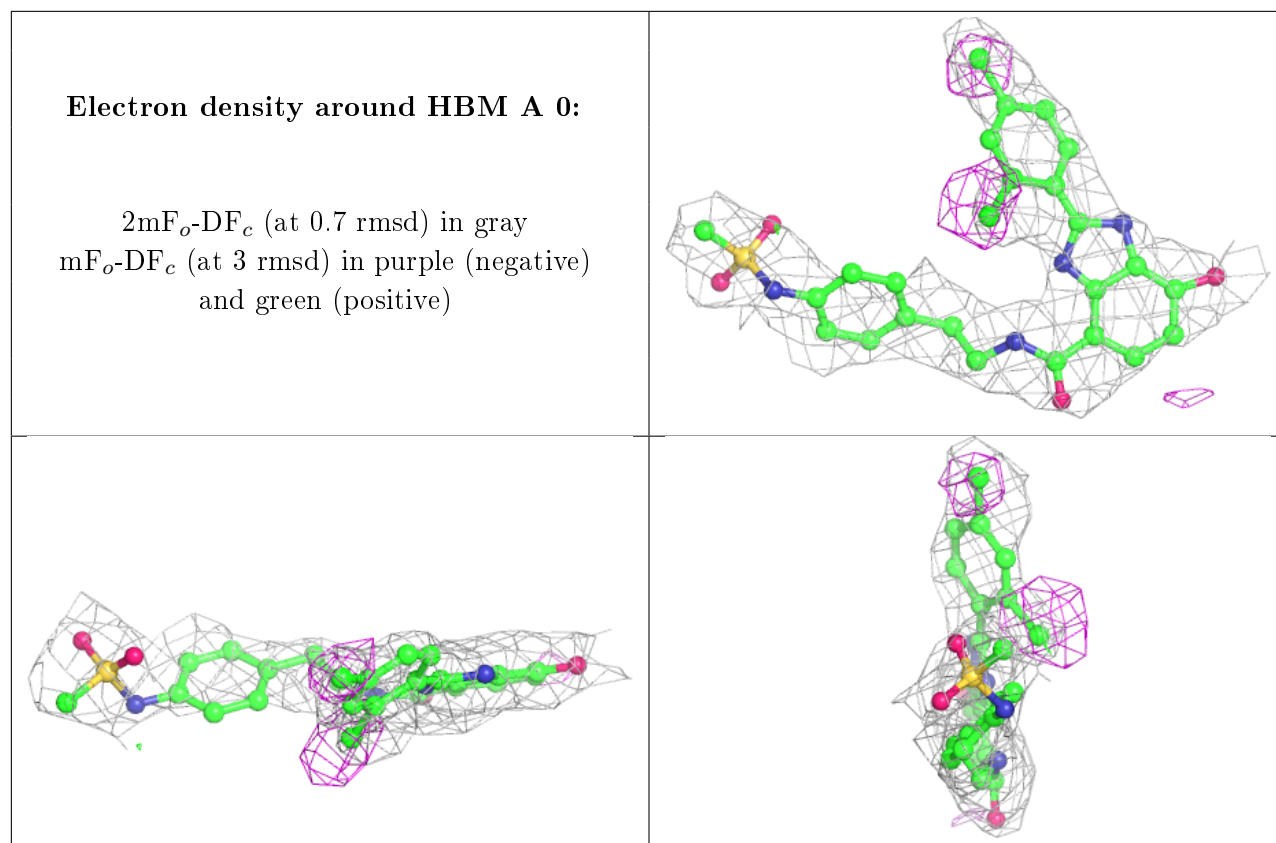 Electron density around HBM A 0:
2mFo-DFc (at 0.7 rmsd) in gray
mFo-DFc (at 3 rmsd) in purple (negative)
and green (positive)